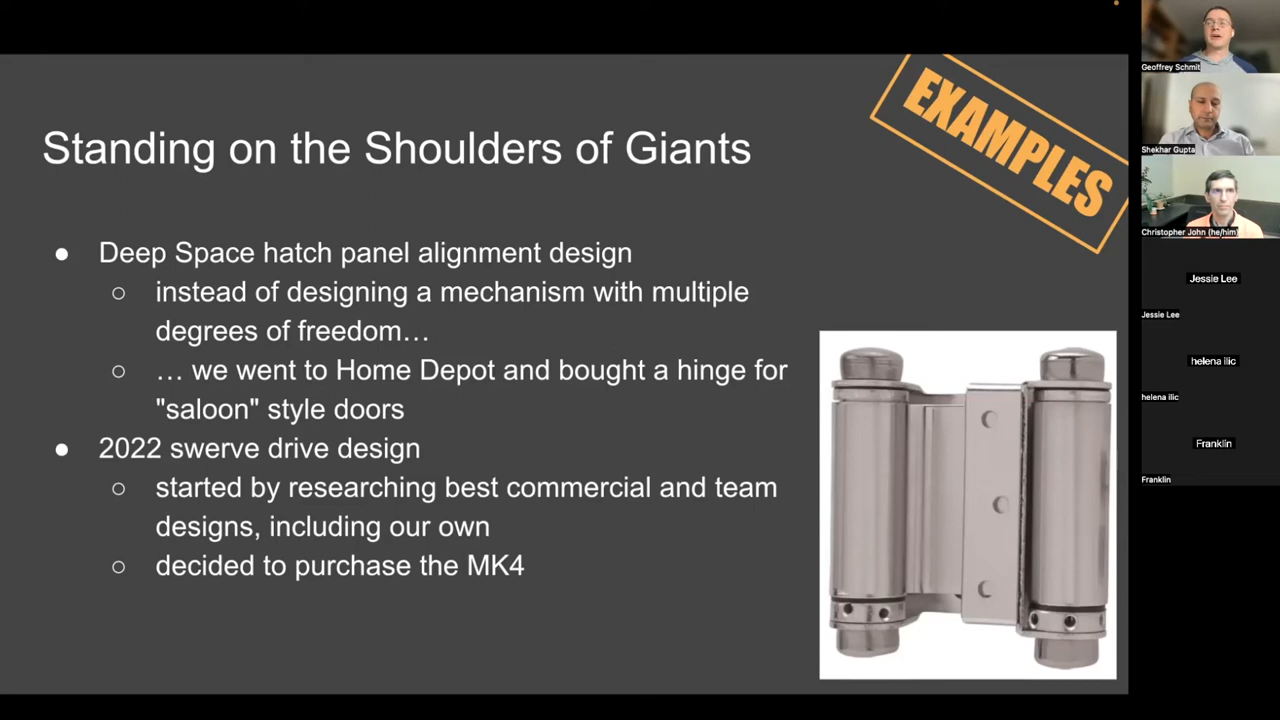 EXAMPLES
Standing on the Shoulders of Giants
● Deep Space hatch panel alignment design
○ instead of designing a mechanism with multiple
degrees of freedom…
○ … we went to Home Depot and bought a hinge for
"saloon" style doors
● 2022 swerve drive design
○ started by researching best commercial and team
designs, including our own
○ decided to purchase the MK4
Geoffrey Schmit
Shekhar Gupta
Christopher John (he/him)
Jessie Lee
Jessie Lee
helena ilic
helena ilic
Franklin
Franklin